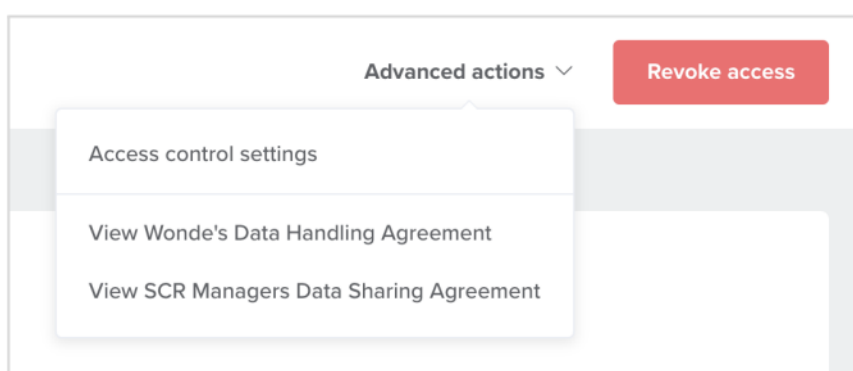 Advanced actions
Revoke access
Access control settings
View Wonde's Data Handling Agreement
View SCR Managers Data Sharing Agreement